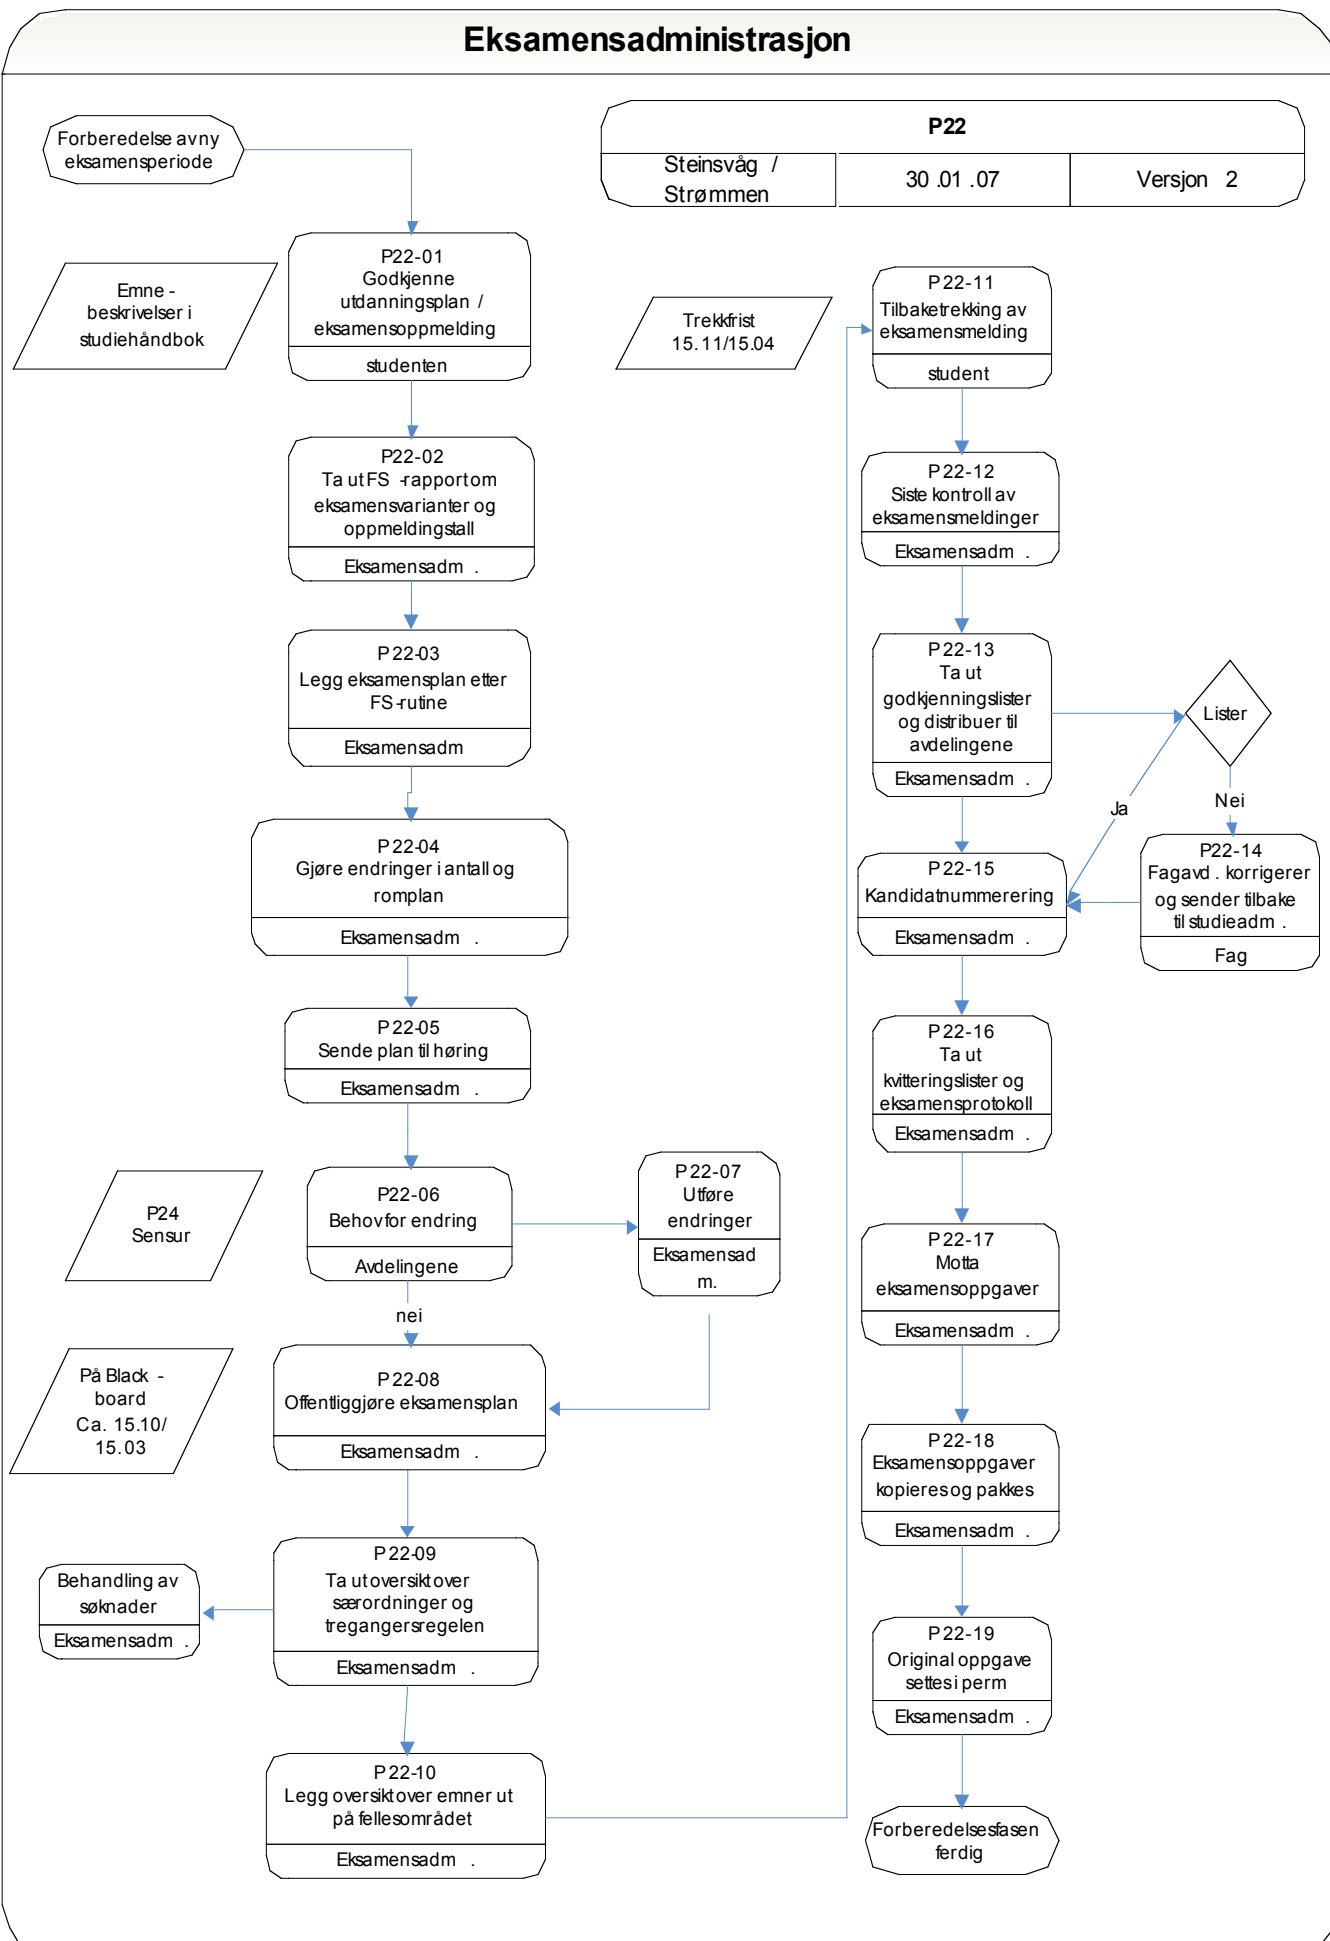 Eksamensadministrasjon
P22
Steinsvåg /
Strømmen
30.01.07
Versjon 2
Forberedelse av ny
eksamensperiode
P22-01
Godkjenne
utdanningsplan /
eksamensoppmelding
studenten
Emne-
beskrivelser i
studiehåndbok
P22-02
Ta ut FS-rapport om
eksamensvarianter og
oppmeldingstall
Eksamensadm.
P22-03
Legg eksamensplan etter
FS-rutine
Eksamensadm
P22-04
Gjøre endringer i antall og
romplan
Eksamensadm.
P22-05
Sende plan til høring
Eksamensadm.
P24
Sensur
P22-06
Behov for endring
Avdelingene
nei
P22-07
Utføre
endringer
Eksamensad
m.
På Black-
board
Ca. 15.10/
15.03
P22-08
Offentliggjøre eksamensplan
Eksamensadm.
P22-09
Ta ut oversikt over
særordninger og
tregangersregelen
Eksamensadm.
Behandling av
søknader
Eksamensadm.
P22-10
Legg oversikt over emner ut
på fellesområdet
Eksamensadm.
Trekkfrist
15.11/15.04
P22-11
Tilbaketrekking av
eksamensmelding
student
P22-12
Siste kontroll av
eksamensmeldinger
Eksamensadm.
P22-13
Ta ut
godkjenningslister
og distribuer til
avdelingene
Eksamensadm.
Lister
Ja
Nei
P22-14
Fagavd. korrigerer
og sender tilbake
til studieadm.
Fag
P22-15
Kandidatnummerering
Eksamensadm.
P22-16
Ta ut
kvitteringslister og
eksamensprotokoll
Eksamensadm.
P22-17
Motta
eksamensoppgaver
Eksamensadm.
P22-18
Eksamensoppgaver
kopieres og pakkes
Eksamensadm.
P22-19
Original oppgave
settes i perm
Eksamensadm.
Forberedelsesfasen
ferdig